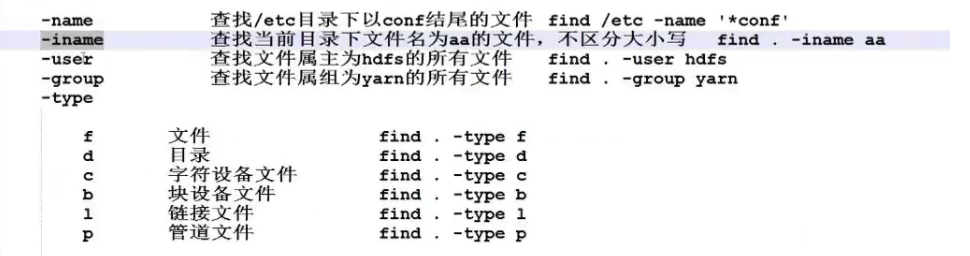 -name 查找/etc目录下以conf结尾的文件 find /etc -name '*conf'
-iname 查找当前目录下文件名为aa的文件，不区分大小写 find . -iname aa
-user 查找文件属主为hdfs的所有文件 find . -user hdfs
-group 查找文件属组为yarn的所有文件 find . -group yarn
-type
f 文件 find . -type f
d 目录 find . -type d
c 字符设备文件 find . -type c
b 块设备文件 find . -type b
l 链接文件 find . -type l
p 管道文件 find . -type p